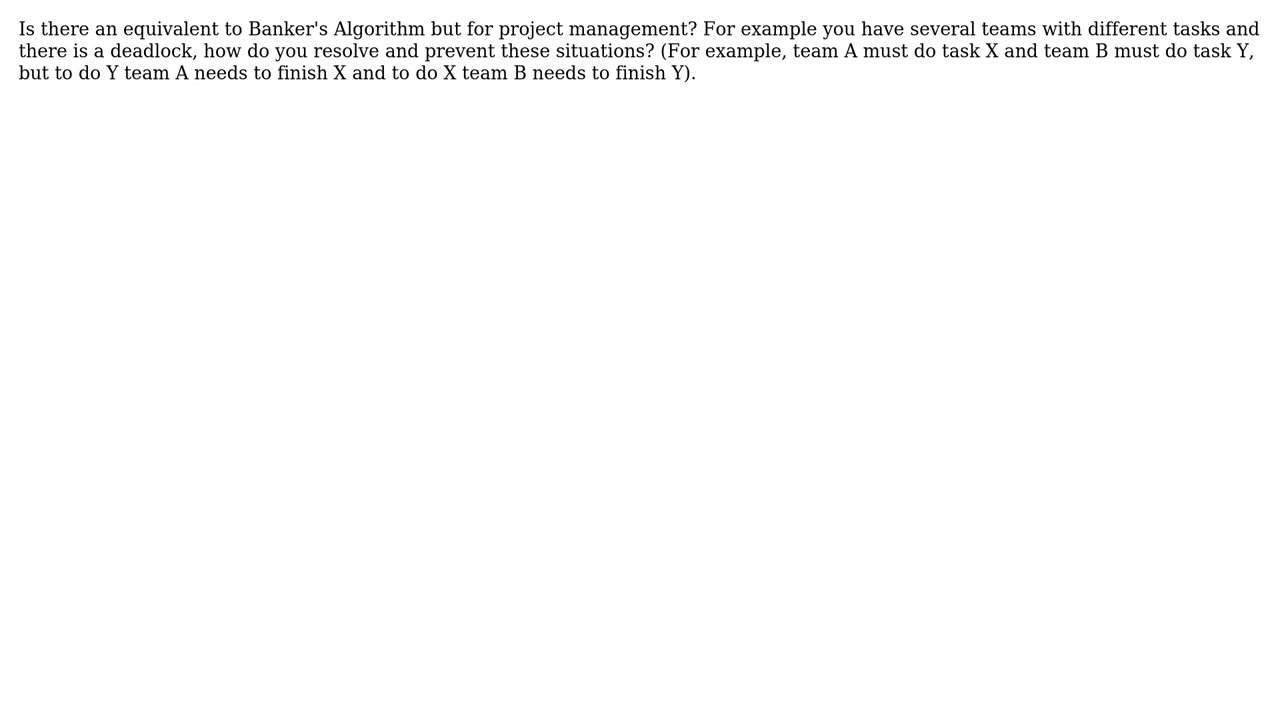 Is there an equivalent to Banker's Algorithm but for project management? For example you have several teams with different tasks and
there is a deadlock, how do you resolve and prevent these situations? (For example, team A must do task X and team B must do task Y,
but to do Y team A needs to finish X and to do X team B needs to finish Y).